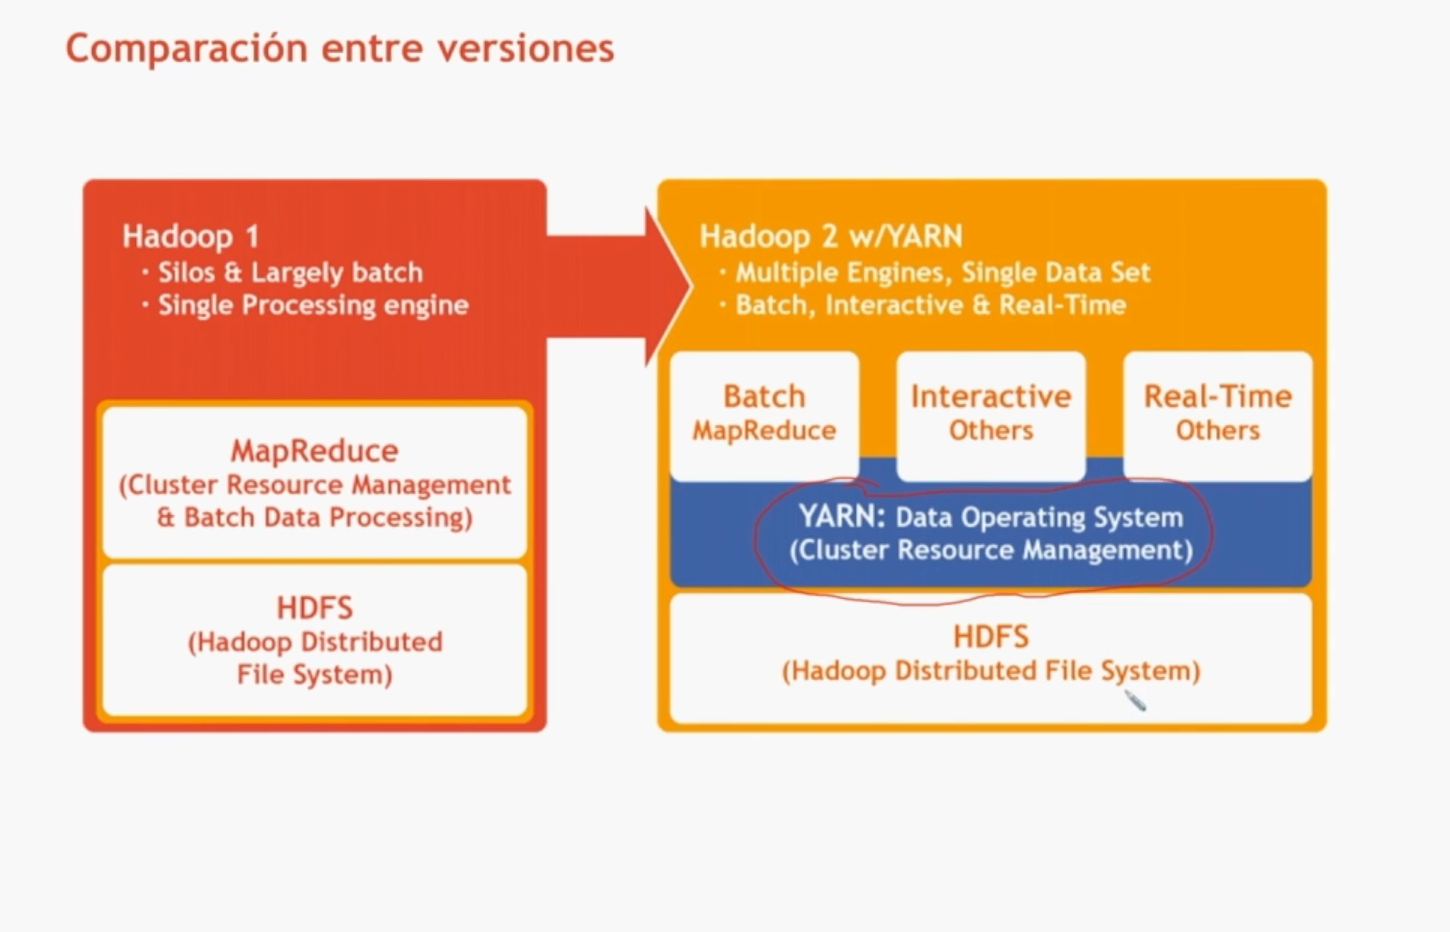 Comparación entre versiones
Hadoop 1
· Silos & Largely batch
· Single Processing engine
MapReduce
(Cluster Resource Management
& Batch Data Processing)
HDFS
(Hadoop Distributed
File System)
Hadoop 2 w/YARN
· Multiple Engines, Single Data Set
· Batch, Interactive & Real-Time
Batch
MapReduce
Interactive
Others
Real-Time
Others
YARN: Data Operating System
(Cluster Resource Management)
HDFS
(Hadoop Distributed File System)